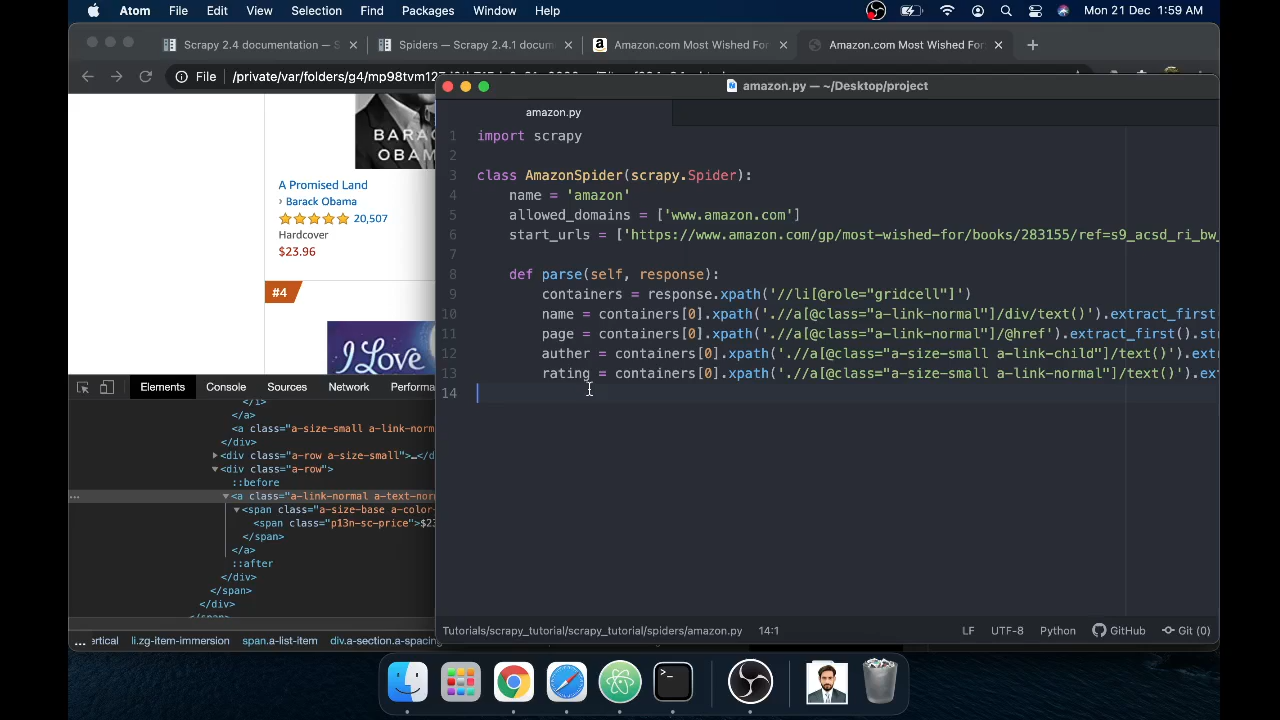 Atom File Edit View Selection Find Packages Window Help Mon 21 Dec 1:59 AM
Scrapy 2.4 documentation — S
Spiders — Scrapy 2.4.1 docum
Amazon.com Most Wished For
Amazon.com Most Wished For
File
amazon.py — ~/Desktop/project
amazon.py
BARA
OBAM
A Promised Land
› Barack Obama
20,507
Hardcover
$23.96
#4
I Love
1 import scrapy
2
3 class AmazonSpider(scrapy.Spider):
4 name = 'amazon'
5 allowed_domains = ['www.amazon.com']
6 start_urls = ['https://www.amazon.com/gp/most-wished-for/books/283155/ref=s9_acsd_ri_bw_
7
8 def parse(self, response):
9 containers = response.xpath('//li[@role="gridcell"]')
10 name = containers[0].xpath('.//a[@class="a-link-normal"]/div/text()').extract_first
11 page = containers[0].xpath('.//a[@class="a-link-normal"]/@href').extract_first().st
12 auther = containers[0].xpath('.//a[@class="a-size-small a-link-child"]/text()').ext
13 rating = containers[0].xpath('.//a[@class="a-size-small a-link-normal"]/text()').ex
14
Elements Console Sources Network Performa
</i>
</a>
<a class="a-size-small a-link-norm
</div>
<div class="a-row a-size-small">…</d
<div class="a-row">
::before
<a class="a-link-normal a-text-nor
<span class="a-size-base a-color-
<span class="p13n-sc-price">$23
</span>
</a>
::after
</div>
</span>
</div>
</span>
... ertical li.zg-item-immersion span.a-list-item div.a-section.a-spacing
Tutorials/scrapy_tutorial/scrapy_tutorial/spiders/amazon.py 14:1 LF UTF-8 Python GitHub Git (0)